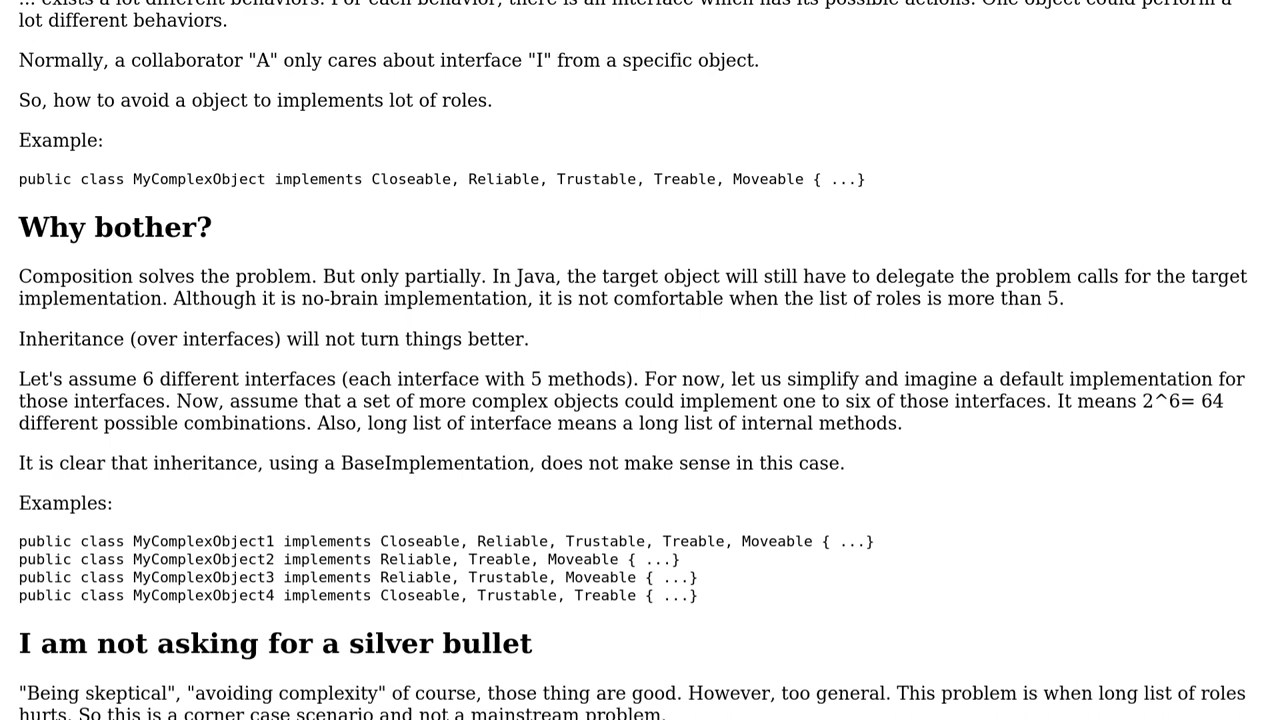 ... exists a lot different behaviors. For each behavior, there is an interface which has its possible actions. One object could perform a
lot different behaviors.
Normally, a collaborator "A" only cares about interface "I" from a specific object.
So, how to avoid a object to implements lot of roles.
Example:
public class MyComplexObject implements Closeable, Reliable, Trustable, Treable, Moveable { ...}
Why bother?
Composition solves the problem. But only partially. In Java, the target object will still have to delegate the problem calls for the target
implementation. Although it is no-brain implementation, it is not comfortable when the list of roles is more than 5.
Inheritance (over interfaces) will not turn things better.
Let's assume 6 different interfaces (each interface with 5 methods). For now, let us simplify and imagine a default implementation for
those interfaces. Now, assume that a set of more complex objects could implement one to six of those interfaces. It means 2^6= 64
different possible combinations. Also, long list of interface means a long list of internal methods.
It is clear that inheritance, using a BaseImplementation, does not make sense in this case.
Examples:
public class MyComplexObject1 implements Closeable, Reliable, Trustable, Treable, Moveable { ...}
public class MyComplexObject2 implements Reliable, Treable, Moveable { ...}
public class MyComplexObject3 implements Reliable, Trustable, Moveable { ...}
public class MyComplexObject4 implements Closeable, Trustable, Treable { ...}
I am not asking for a silver bullet
"Being skeptical", "avoiding complexity" of course, those thing are good. However, too general. This problem is when long list of roles
hurts. So this is a corner case scenario and not a mainstream problem.